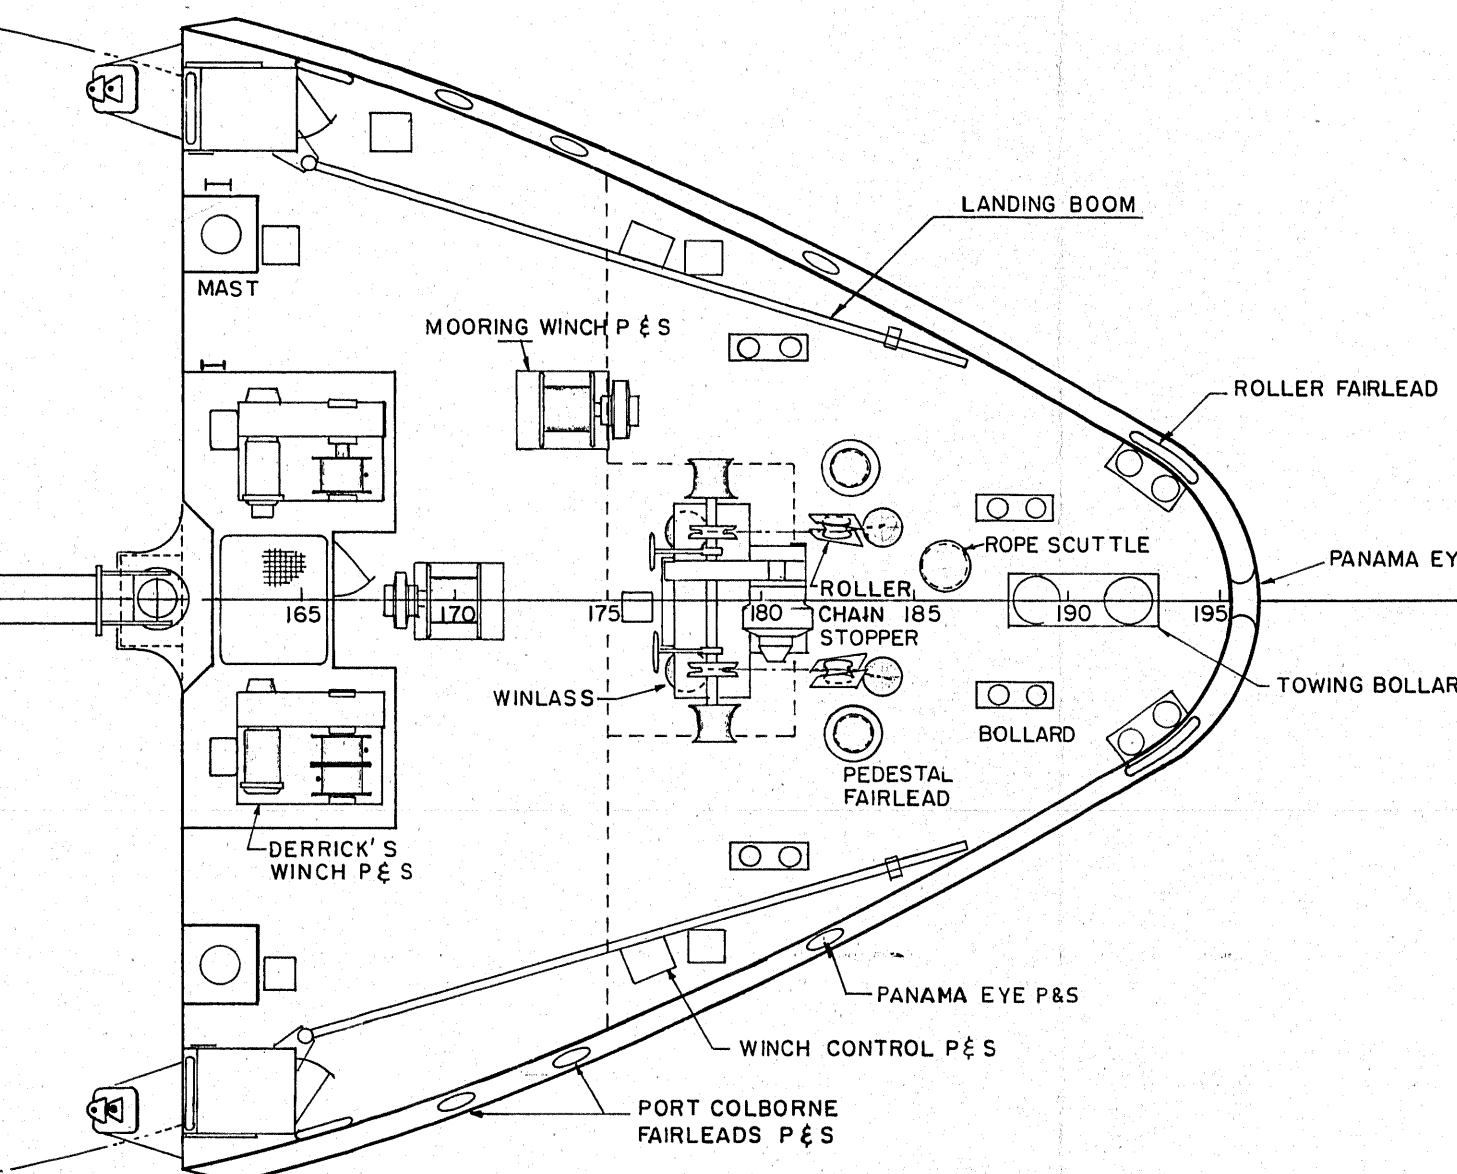 LANDING BOOM
MAST
MOORING WINCH P & S
ROLLER FAIRLEAD
ROPE SCUTTLE
PANAMA EY
165
170
175
180
185
190
195
ROLLER
CHAIN
STOPPER
WINLASS
TOWING BOLLAR
BOLLARD
PEDESTAL
FAIRLEAD
DERRICK'S
WINCH P & S
PANAMA EYE P&S
WINCH CONTROL P & S
PORT COLBORNE
FAIRLEADS P & S